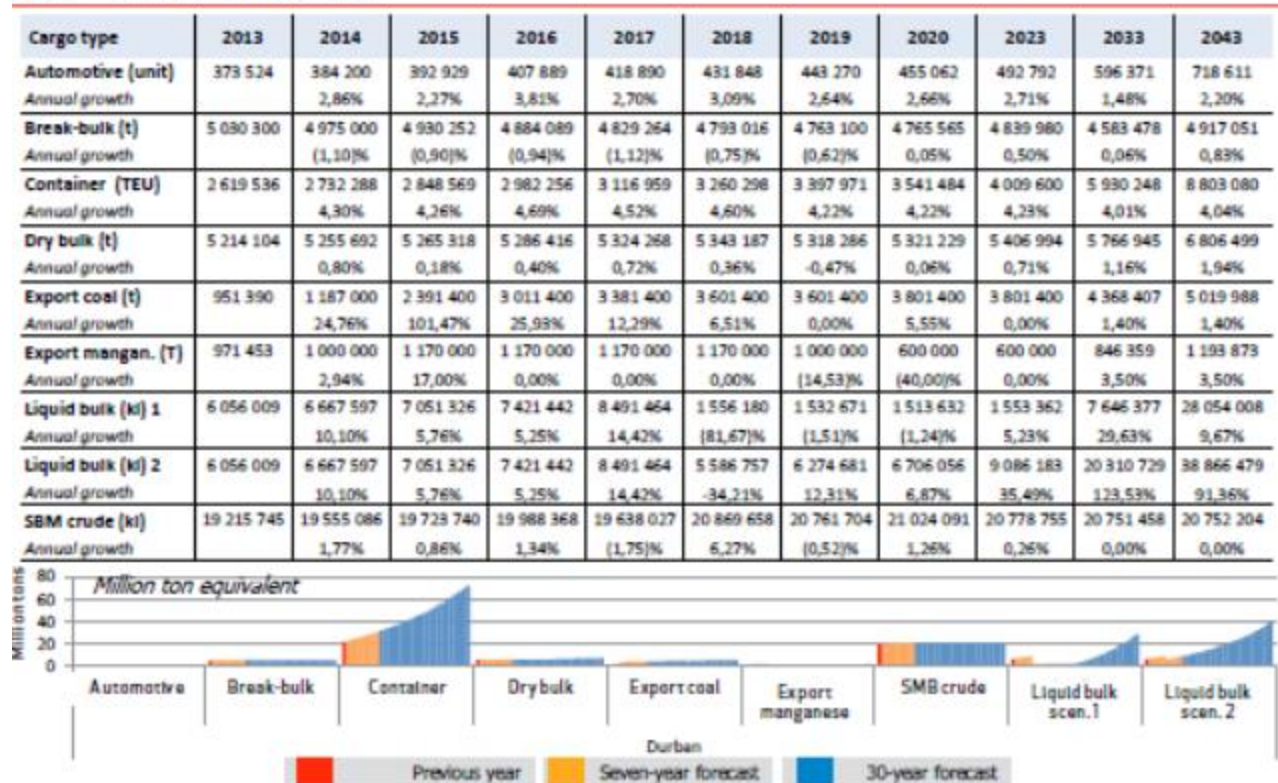 Cargo type 2013 2014 2015 2016 2017 2018 2019 2020 2023 2033 2043
Automotive (unit) 373 524 384 200 392 929 407 889 418 890 431 848 443 270 455 062 492 792 596 371 718 611
Annual growth 2,86% 2,27% 3,81% 2,70% 3,09% 2,64% 2,66% 2,71% 1,48% 2,20%
Break-bulk (t) 5 030 300 4 975 000 4 930 252 4 884 089 4 829 264 4 793 016 4 763 100 4 765 565 4 839 980 4 583 478 4 917 051
Annual growth (1,10)% (0,90)% (0,94)% (1,12)% (0,75)% (0,62)% 0,05% 0,50% 0,06% 0,83%
Container (TEU) 2 619 536 2 732 288 2 848 569 2 982 256 3 116 959 3 260 298 3 397 971 3 541 484 4 009 600 5 930 248 8 803 080
Annual growth 4,30% 4,26% 4,69% 4,52% 4,60% 4,22% 4,22% 4,23% 4,01% 4,04%
Dry bulk (t) 5 214 104 5 255 692 5 265 318 5 286 416 5 324 268 5 343 187 5 318 286 5 321 229 5 406 994 5 766 945 6 806 499
Annual growth 0,80% 0,18% 0,40% 0,72% 0,36% -0,47% 0,06% 0,71% 1,16% 1,94%
Export coal (t) 951 390 1 187 000 2 391 400 3 011 400 3 381 400 3 601 400 3 601 400 3 801 400 3 801 400 4 368 407 5 019 988
Annual growth 24,76% 101,47% 25,93% 12,29% 6,51% 0,00% 5,55% 0,00% 1,40% 1,40%
Export mangan. (T) 971 453 1 000 000 1 170 000 1 170 000 1 170 000 1 170 000 1 000 000 600 000 600 000 846 359 1 193 873
Annual growth 2,94% 17,00% 0,00% 0,00% 0,00% (14,53)% (40,00)% 0,00% 3,50% 3,50%
Liquid bulk (kl) 1 6 056 009 6 667 597 7 051 326 7 421 442 8 491 464 1 556 180 1 532 671 1 513 632 1 553 362 7 646 377 28 054 008
Annual growth 10,10% 5,76% 5,25% 14,42% (81,67)% (1,51)% (1,24)% 5,23% 29,63% 9,67%
Liquid bulk (kl) 2 6 056 009 6 667 597 7 051 326 7 421 442 8 491 464 5 586 757 6 274 681 6 706 056 9 086 183 20 310 729 38 866 479
Annual growth 10,10% 5,76% 5,25% 14,42% -34,21% 12,31% 6,87% 35,49% 123,53% 91,36%
SBM crude (kl) 19 215 745 19 555 086 19 723 740 19 988 368 19 638 027 20 869 658 20 761 704 21 024 091 20 778 755 20 751 458 20 752 204
Annual growth 1,77% 0,86% 1,34% (1,75)% 6,27% (0,52)% 1,26% 0,26% 0,00% 0,00%
Million ton equivalent
Million tons
80
60
40
20
0
Automotive Break-bulk Container Dry bulk Export coal Export manganese SMB crude Liquid bulk scen.1 Liquid bulk scen. 2
Durban
Previous year Seven-year forecast 30-year forecast